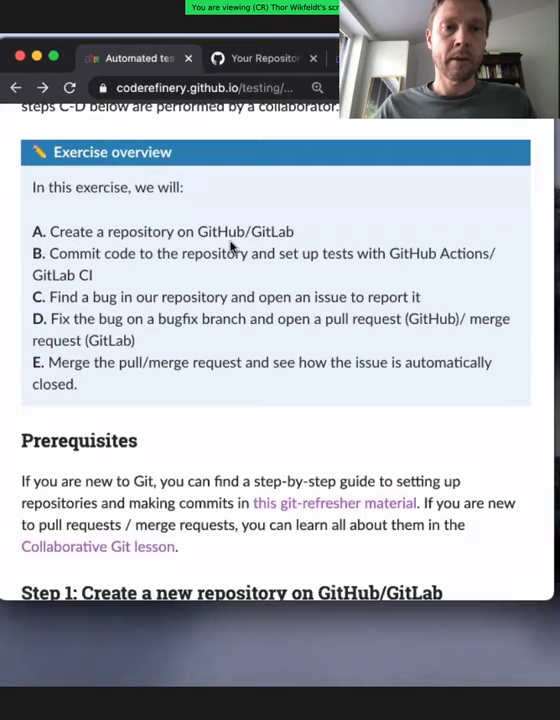 You are viewing (CR) Thor Wikfeldt's scr
Automated tes
Your Repositor
coderefinery.github.io/testing/...
steps C-D below are performed by a collaborator.
Exercise overview
In this exercise, we will:
A. Create a repository on GitHub/GitLab
B. Commit code to the repository and set up tests with GitHub Actions/
GitLab CI
C. Find a bug in our repository and open an issue to report it
D. Fix the bug on a bugfix branch and open a pull request (GitHub)/ merge
request (GitLab)
E. Merge the pull/merge request and see how the issue is automatically
closed.
Prerequisites
If you are new to Git, you can find a step-by-step guide to setting up
repositories and making commits in this git-refresher material. If you are new
to pull requests / merge requests, you can learn all about them in the
Collaborative Git lesson.
Step 1: Create a new repository on GitHub/GitLab